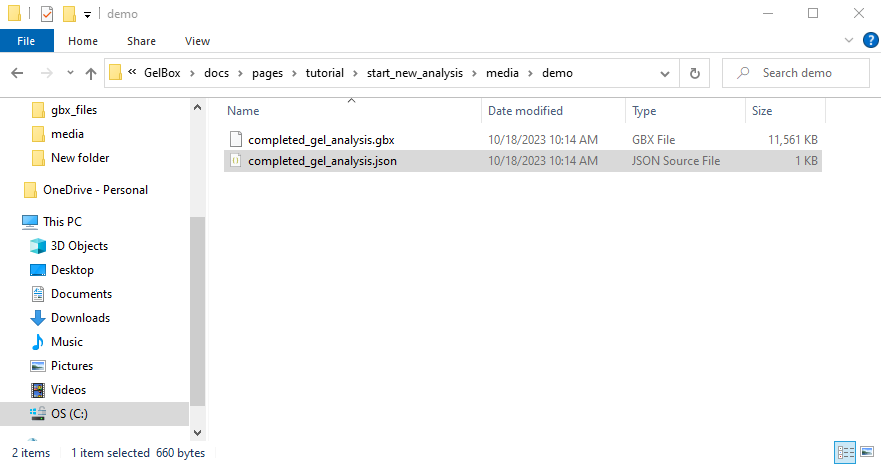 demo
File Home Share View
« GelBox › docs › pages › tutorial › start_new_analysis › media › demo
Search demo
gbx_files
media
New folder
OneDrive - Personal
This PC
3D Objects
Desktop
Documents
Downloads
Music
Pictures
Videos
OS (C:)
Name Date modified Type Size
completed_gel_analysis.gbx 10/18/2023 10:14 AM GBX File 11,561 KB
completed_gel_analysis.json 10/18/2023 10:14 AM JSON Source File 1 KB
2 items 1 item selected 660 bytes